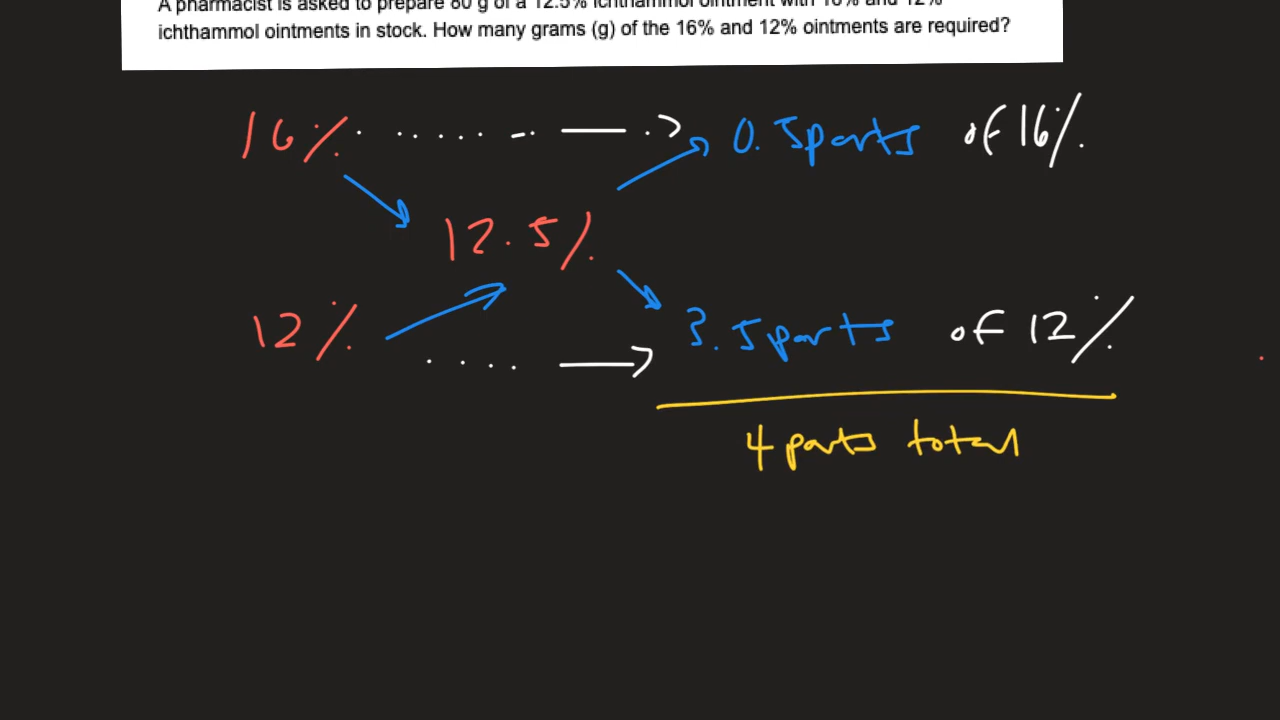 A pharmacist is asked to prepare 80 g of a 12.5% ichthammol ointment with 16% and 12%
ichthammol ointments in stock. How many grams (g) of the 16% and 12% ointments are required?
16% 0.5 parts of 16%
12.5%
12% 3.5 parts of 12%
4 parts total